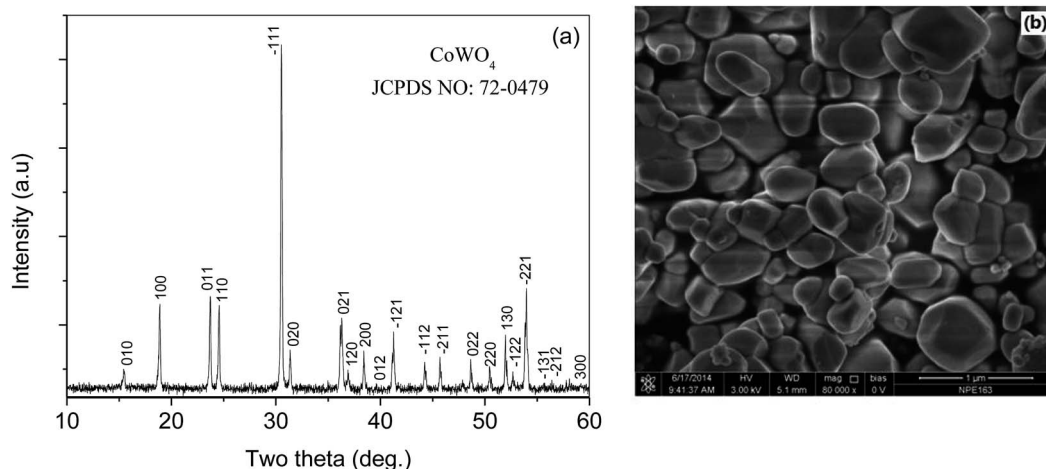 (a)
CoWO4
JCPDS NO: 72-0479
Intensity (a.u)
010
100
011
110
-111
020
021
120
200
012
-121
-112
-211
022
220
130
-122
-221
-131
-212
300
10 20 30 40 50 60
Two theta (deg.)
(b)
6/17/2014 HV WD mag bias 1 µm
9:41:37 AM 3.00 kV 5.1 mm 80 000 x 0 V NPE163